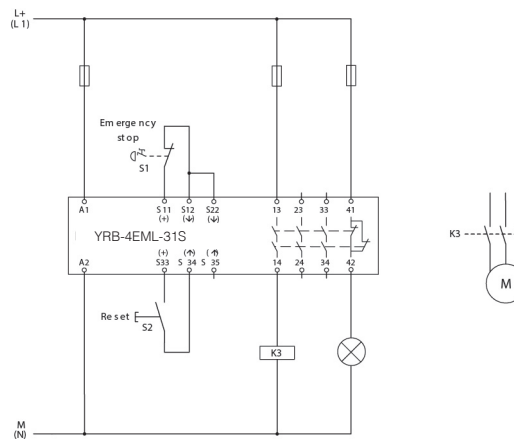 L+
(L 1)
Emergency
stop
S1
A1
S11
(+)
S12
(↓)
S22
(↓)
13
23
33
41
YRB-4EML-31S
A2
(+)
S33
(↑)
S 34
(↑)
S 35
14
24
34
42
Reset
S2
K3
K3
M
M
(N)